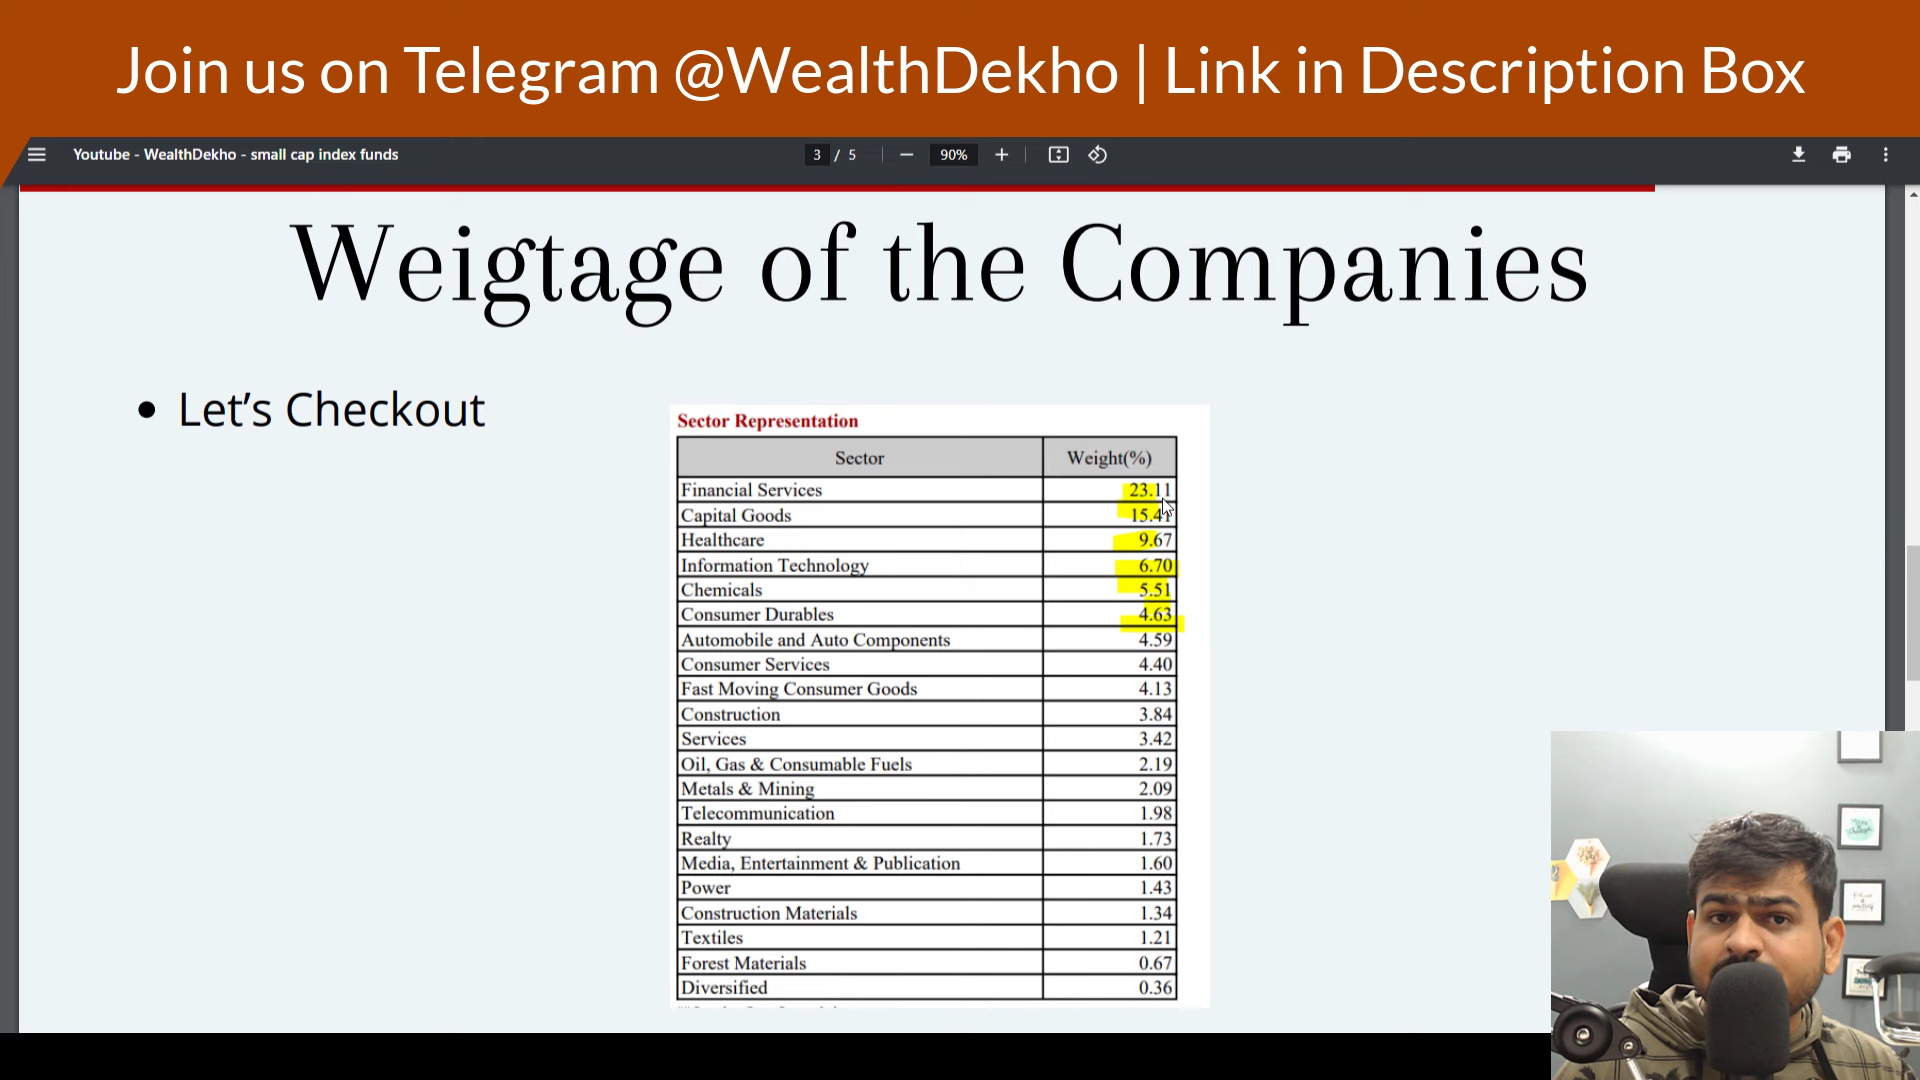 Join us on Telegram @WealthDekho | Link in Description Box
Youtube - WealthDekho - small cap index funds
3 / 5
90%
Weigtage of the Companies
• Let's Checkout
Sector Representation
Sector Weight(%)
Financial Services 23.11
Capital Goods 15.41
Healthcare 9.67
Information Technology 6.70
Chemicals 5.51
Consumer Durables 4.63
Automobile and Auto Components 4.59
Consumer Services 4.40
Fast Moving Consumer Goods 4.13
Construction 3.84
Services 3.42
Oil, Gas & Consumable Fuels 2.19
Metals & Mining 2.09
Telecommunication 1.98
Realty 1.73
Media, Entertainment & Publication 1.60
Power 1.43
Construction Materials 1.34
Textiles 1.21
Forest Materials 0.67
Diversified 0.36